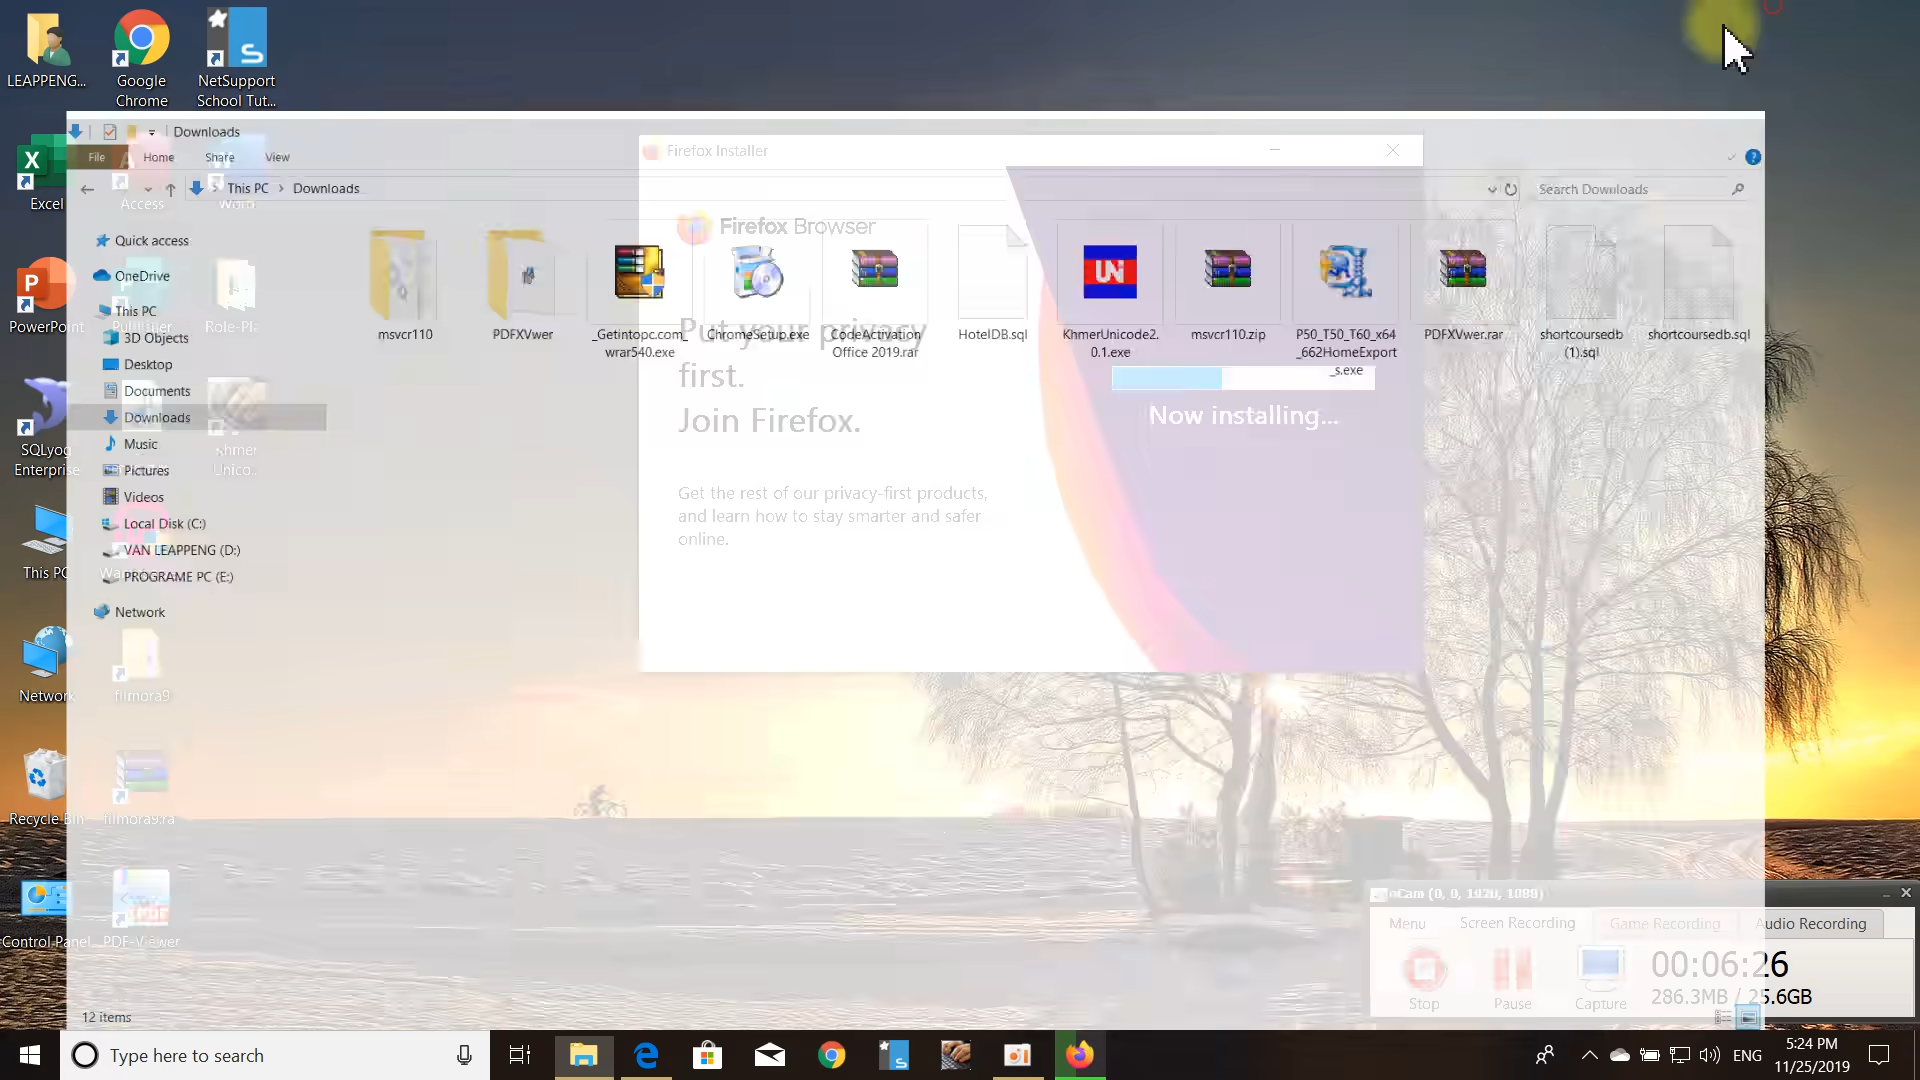 LEAPPENG...
Google
Chrome
NetSupport
School Tut...
Downloads
File
Home
Share
View
This PC
Downloads
Search Downloads
Firefox Installer
Firefox Browser
Put your privacy
first.
Join Firefox.
Get the rest of our privacy-first products,
and learn how to stay smarter and safer
online.
Now installing...
Quick access
OneDrive
This PC
3D Objects
Desktop
Documents
Downloads
Music
Pictures
Videos
Local Disk (C:)
VAN LEAPPENG (D:)
PROGRAME PC (E:)
Network
msvcr110
PDFXVwer
_Getintopc.com_
wrar540.exe
ChromeSetup.exe
CodeActivation
Office 2019.rar
HotelDB.sql
UN
KhmerUnicode2.
0.1.exe
msvcr110.zip
P50_T50_T60_x64
_662HomeExport
_s.exe
PDFXVwer.rar
shortcoursedb
(1).sql
shortcoursedb.sql
Excel
Access
Word
PowerPoint
Publisher
Role-Pl
SQLyog
Enterprise
Khmer
Unico..
This PC
Network
filmora9
Recycle Bin
filmora9.ra
Control Panel
PDF-Viewer
12 items
oCam (0, 0, 1920, 1080)
Menu
Screen Recording
Game Recording
Audio Recording
Stop
Pause
Capture
00:06:26
286.3MB / 25.6GB
Type here to search
ENG
5:24 PM
11/25/2019